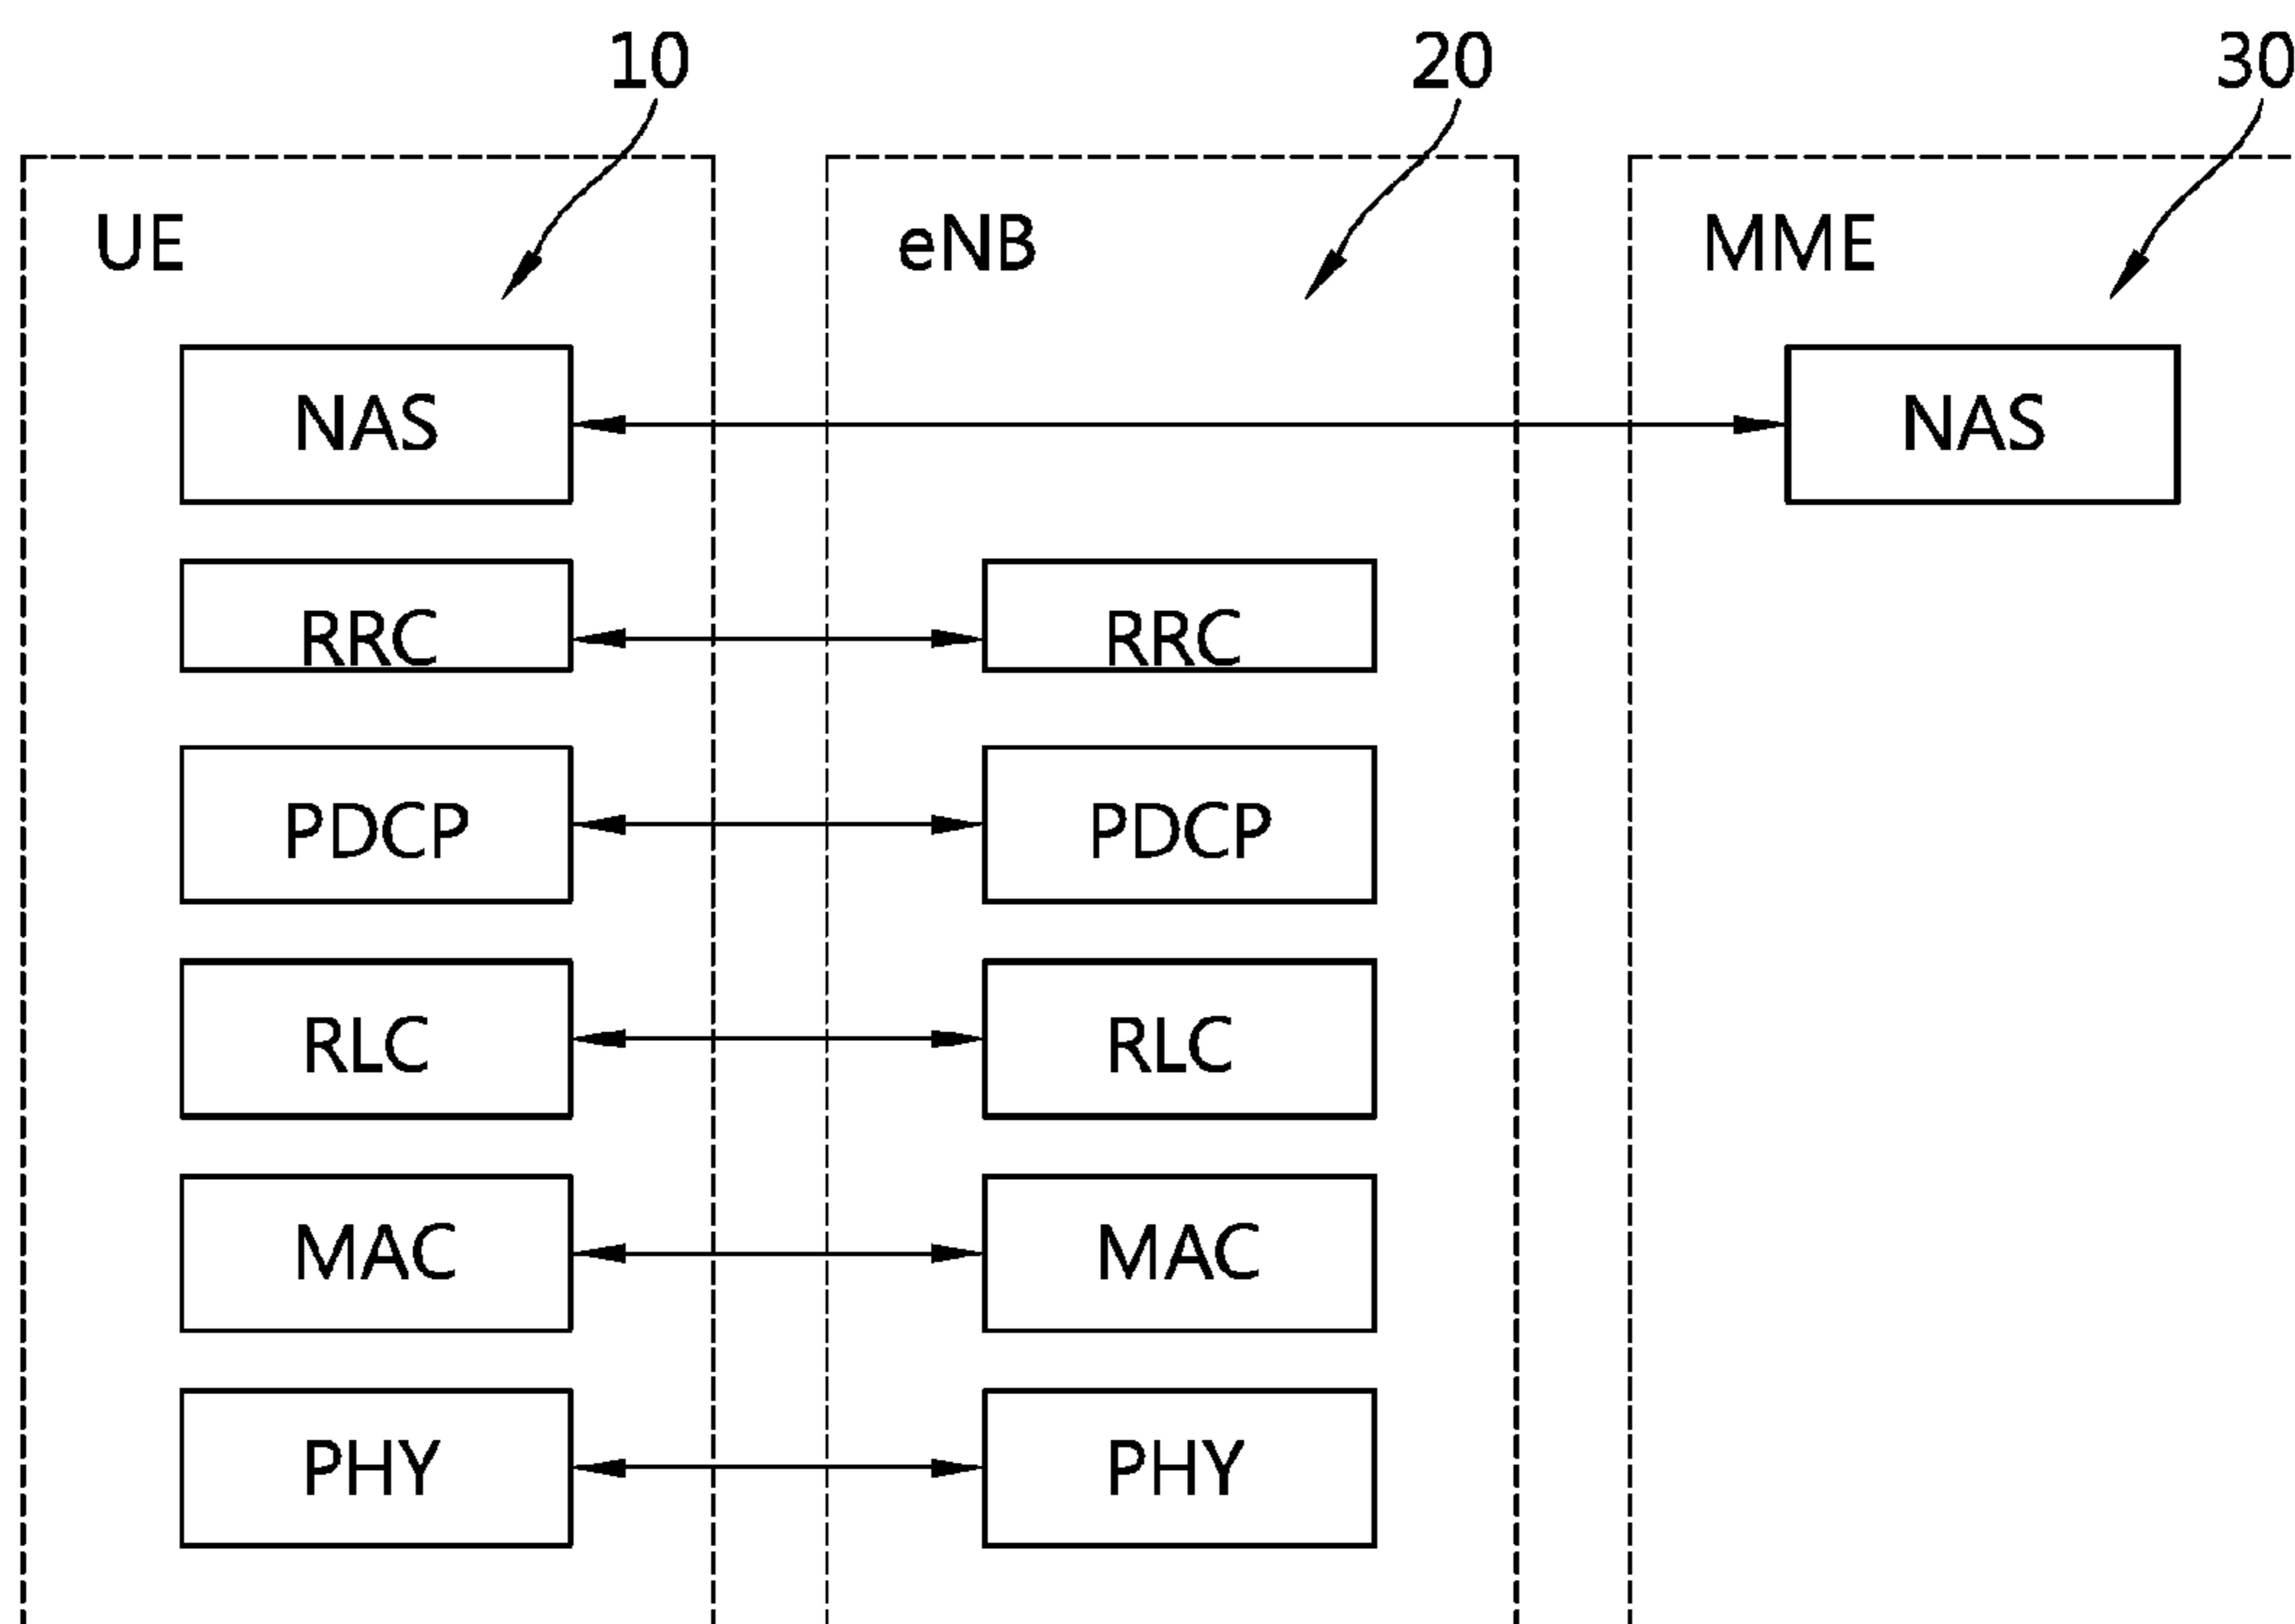 10 20 30
UE eNB MME
NAS NAS
RRC RRC
PDCP PDCP
RLC RLC
MAC MAC
PHY PHY